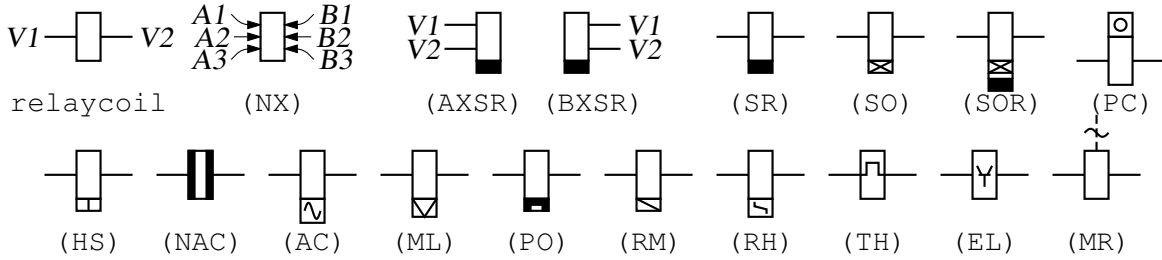 V1 V2 A1 A2 A3 B1 B2 B3 V1 V2 V1 V2
relaycoil (NX) (AXSR) (BXSR) (SR) (SO) (SOR) (PC)
(HS) (NAC) (AC) (ML) (PO) (RM) (RH) (TH) (EL) (MR)